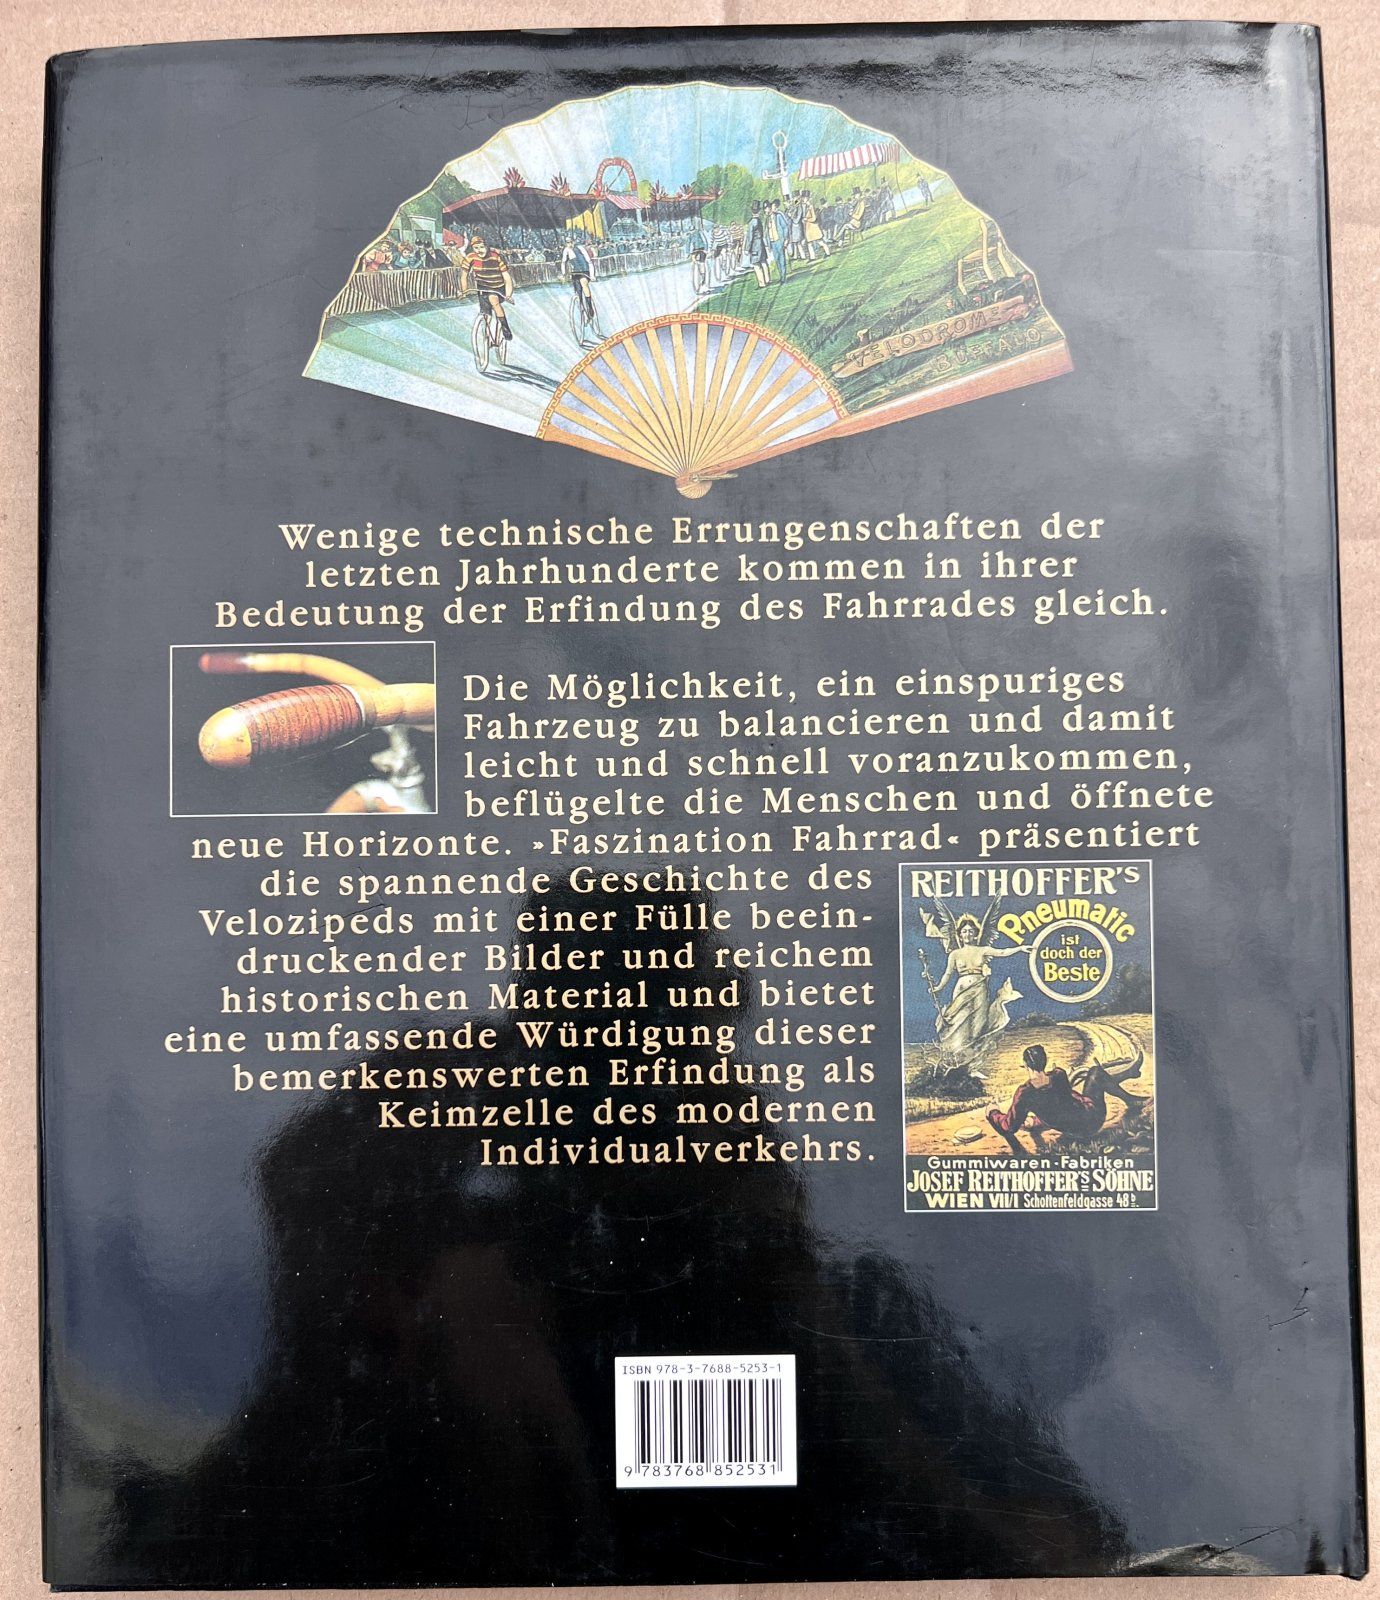 VELODROME
BUFFALO
Wenige technische Errungenschaften der
letzten Jahrhunderte kommen in ihrer
Bedeutung der Erfindung des Fahrrades gleich.
Die Möglichkeit, ein einspuriges
Fahrzeug zu balancieren und damit
leicht und schnell voranzukommen,
beflügelte die Menschen und öffnete
neue Horizonte. »Faszination Fahrrad« präsentiert
die spannende Geschichte des
Velozipeds mit einer Fülle beein-
druckender Bilder und reichem
historischen Material und bietet
eine umfassende Würdigung dieser
bemerkenswerten Erfindung als
Keimzelle des modernen
Individualverkehrs.
REITHOFFER's
Pneumatic
ist
doch der
Beste
Gummiwaren-Fabriken
JOSEF REITHOFFER's SÖHNE
WIEN VII/1 Schottenfeldgasse 48b.
ISBN 978-3-7688-5253-1
9 783768 852531